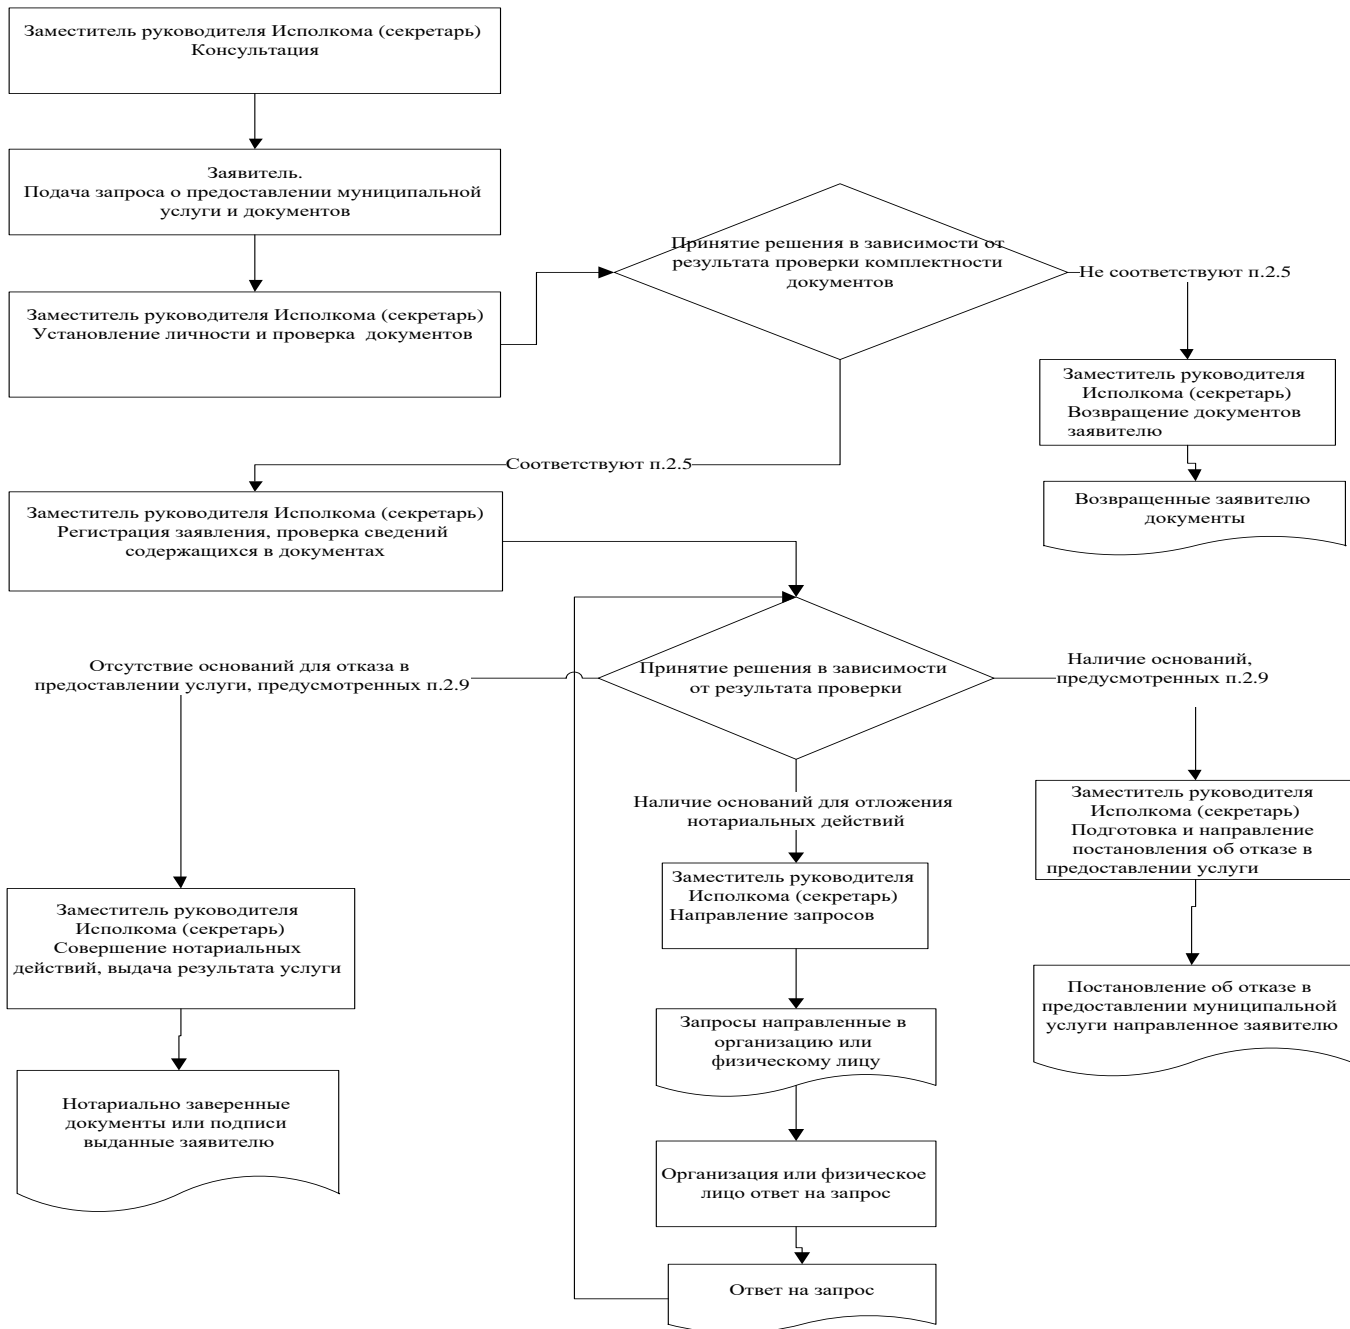 Заместитель руководителя Исполкома (секретарь)
Консультация
Заявитель.
Подача запроса о предоставлении муниципальной
услуги и документов
Заместитель руководителя Исполкома (секретарь)
Установление личности и проверка документов
Принятие решения в зависимости от
результата проверки комплектности
документов
Не соответствуют п.2.5
Заместитель руководителя
Исполкома (секретарь)
Возвращение документов
заявителю
Возвращенные заявителю
документы
Соответствуют п.2.5
Заместитель руководителя Исполкома (секретарь)
Регистрация заявления, проверка сведений
содержащихся в документах
Принятие решения в зависимости
от результата проверки
Отсутствие оснований для отказа в
предоставлении услуги, предусмотренных п.2.9
Наличие оснований,
предусмотренных п.2.9
Наличие оснований для отложения
нотариальных действий
Заместитель руководителя
Исполкома (секретарь)
Совершение нотариальных
действий, выдача результата услуги
Нотариально заверенные
документы или подписи
выданные заявителю
Заместитель руководителя
Исполкома (секретарь)
Направление запросов
Запросы направленные в
организацию или
физическому лицу
Организация или физическое
лицо ответ на запрос
Ответ на запрос
Заместитель руководителя
Исполкома (секретарь)
Подготовка и направление
постановления об отказе в
предоставлении услуги
Постановление об отказе в
предоставлении муниципальной
услуги направленное заявителю